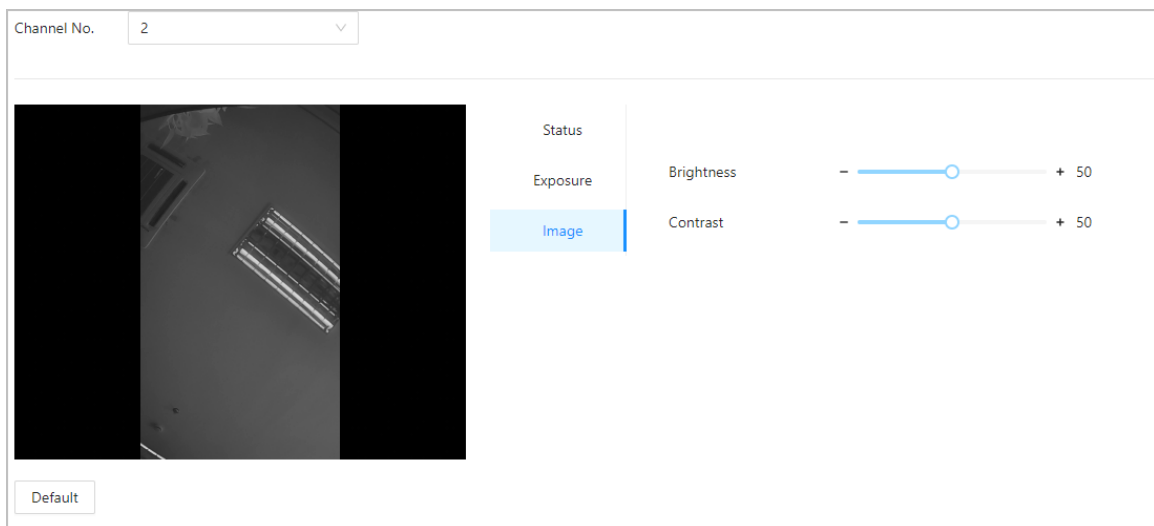 Channel No. 2
Status
Exposure
Image
Brightness - + 50
Contrast - + 50
Default